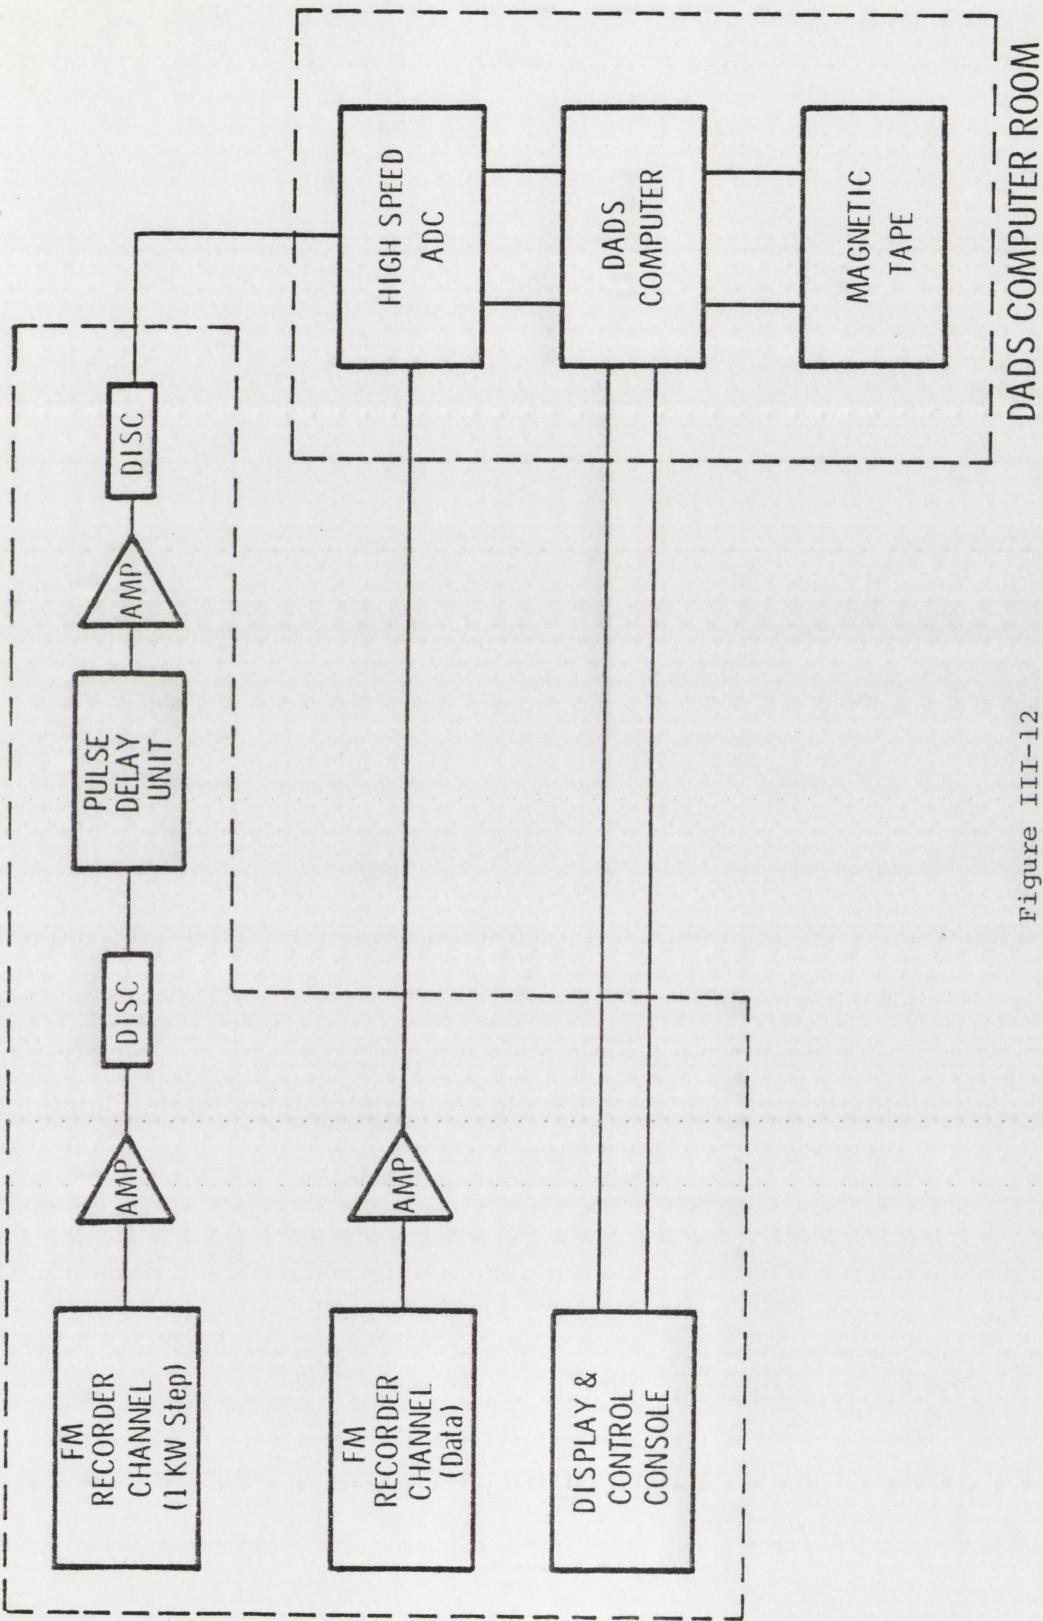 FM
RECORDER
CHANNEL
(1 KW Step)
AMP
DISC
PULSE
DELAY
UNIT
AMP
DISC
FM
RECORDER
CHANNEL
(Data)
AMP
HIGH SPEED
ADC
DISPLAY &
CONTROL
CONSOLE
DADS
COMPUTER
MAGNETIC
TAPE
DADS COMPUTER ROOM
Figure III-12